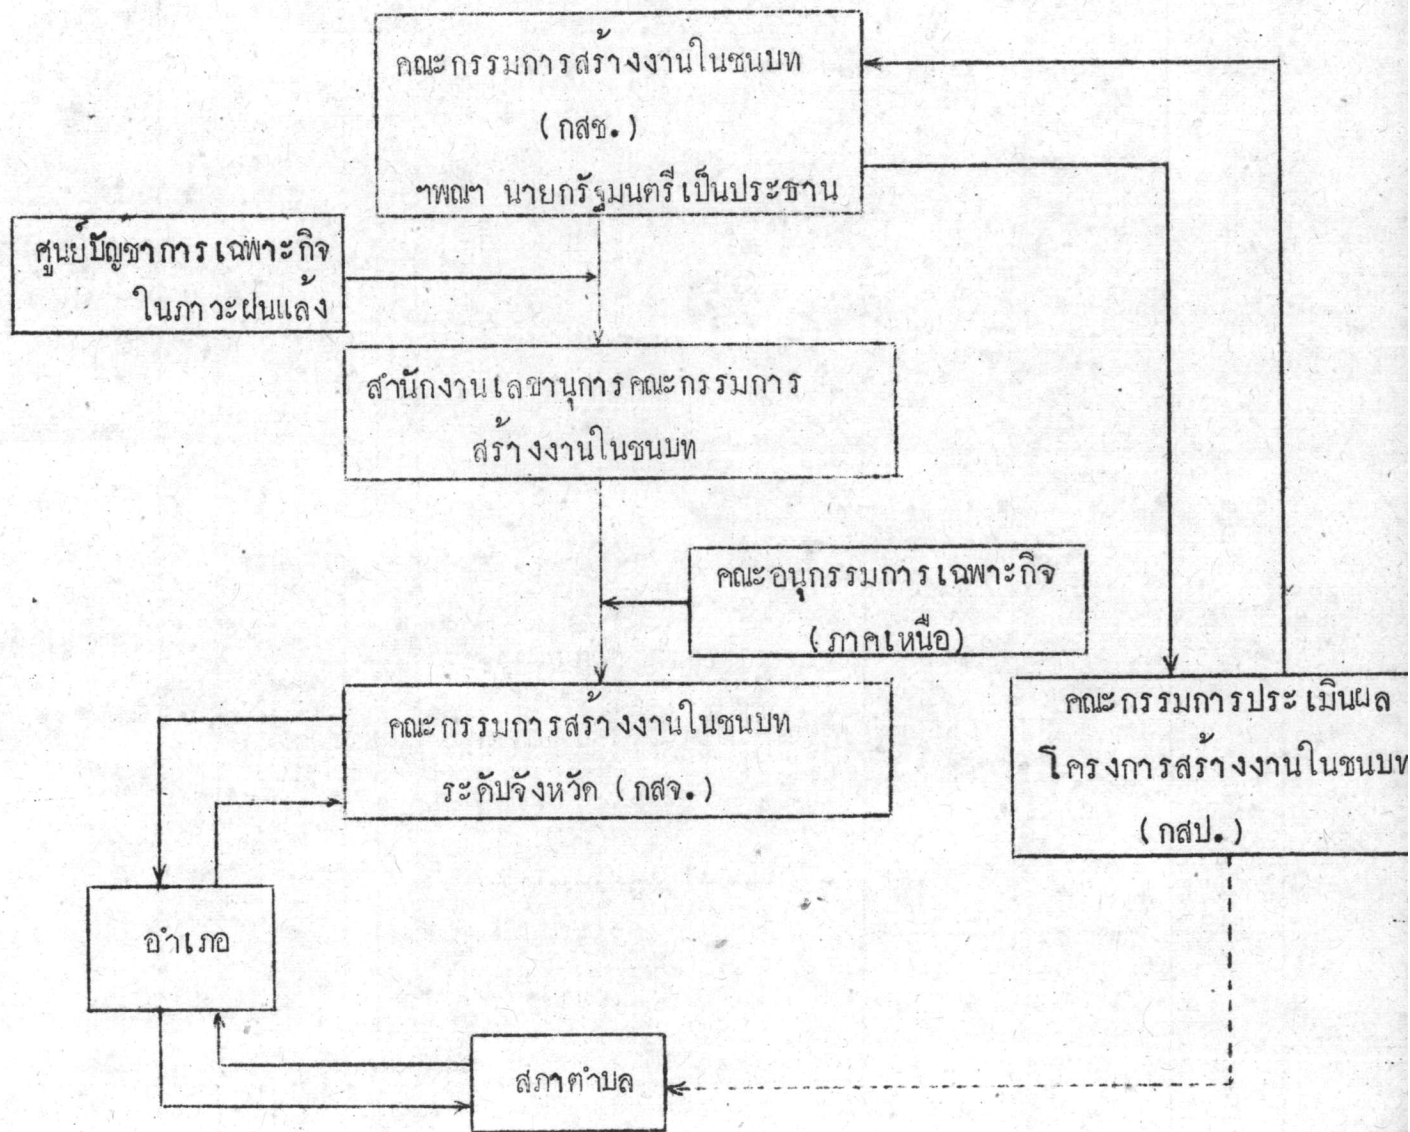 คณะกรรมการสร้างงานในชนบท
(กสช.)
ฯพณฯ นายกรัฐมนตรีเป็นประธาน
ศูนย์บัญชาการเฉพาะกิจ
ในภาวะฝนแล้ง
สำนักงานเลขานุการคณะกรรมการ
สร้างงานในชนบท
คณะอนุกรรมการเฉพาะกิจ
(ภาคเหนือ)
คณะกรรมการสร้างงานในชนบท
ระดับจังหวัด (กสจ.)
คณะกรรมการประเมินผล
โครงการสร้างงานในชนบท
(กสป.)
อำเภอ
สภาตำบล